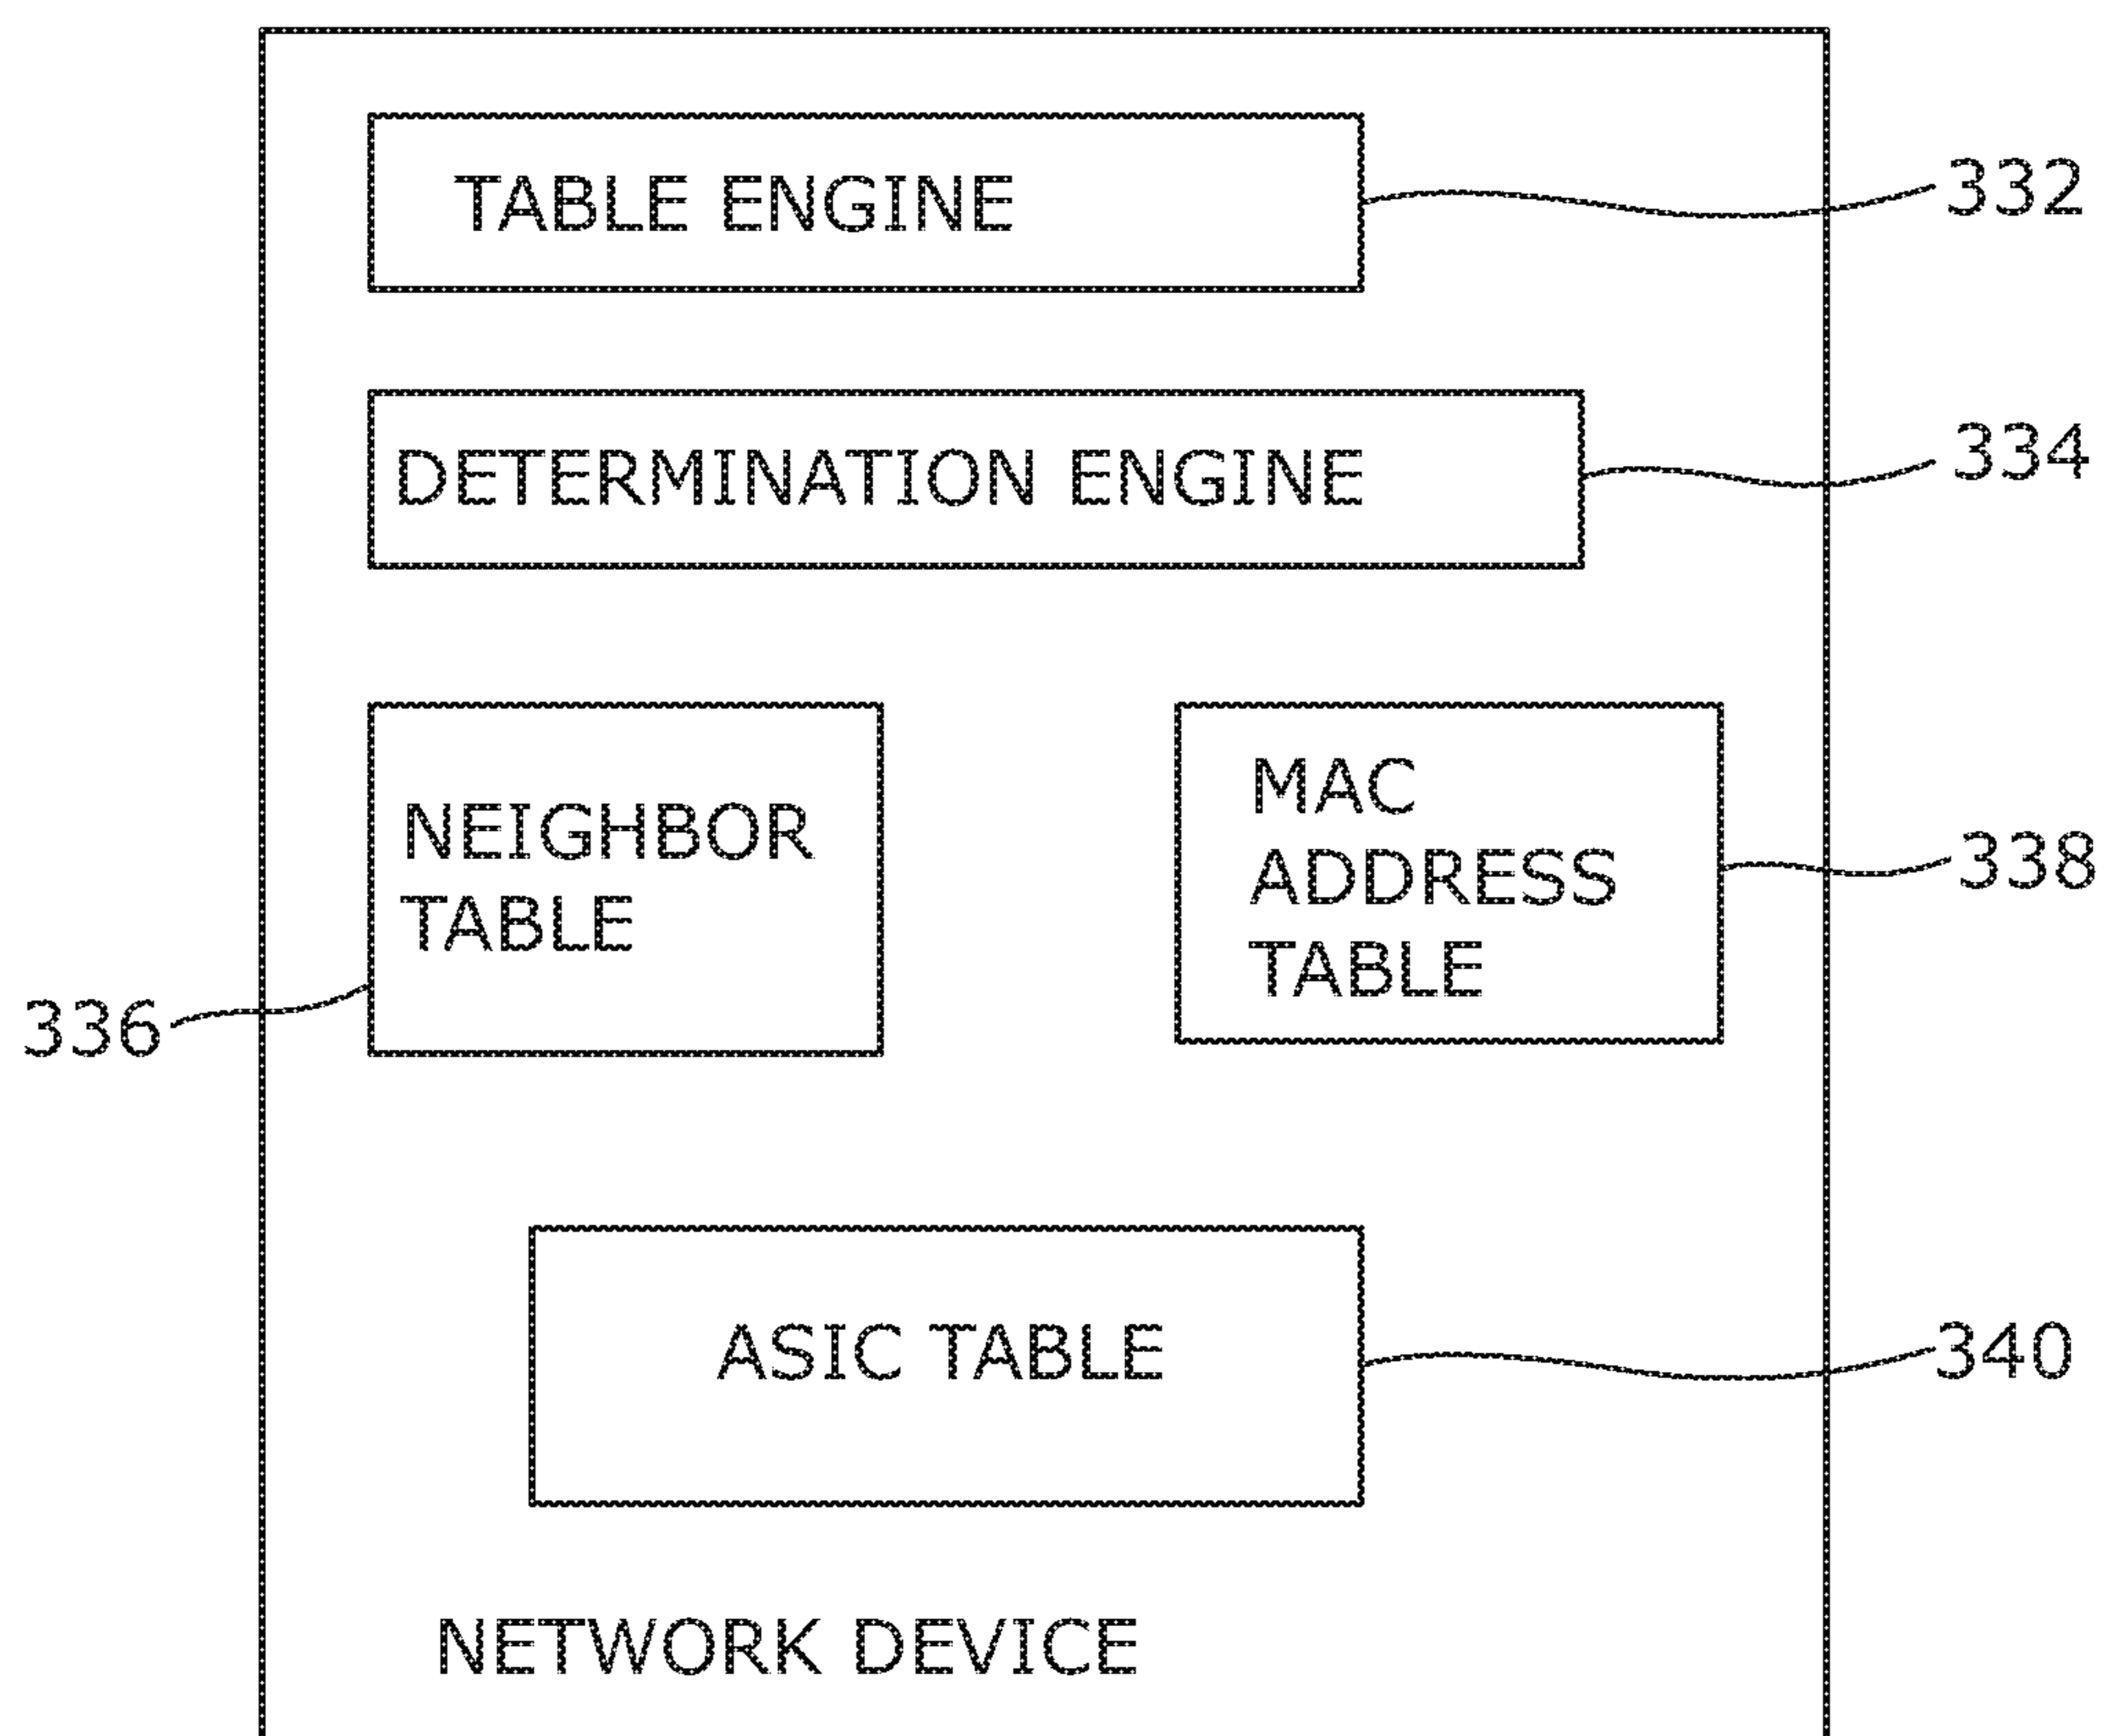 TABLE ENGINE
332
DETERMINATION ENGINE
334
NEIGHBOR
TABLE
336
MAC
ADDRESS
TABLE
338
ASIC TABLE
340
NETWORK DEVICE